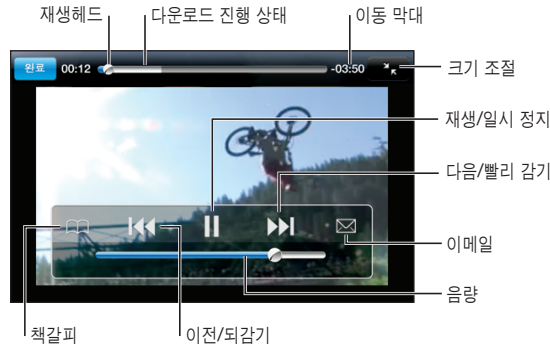 재생헤드
다운로드 진행 상태
이동 막대
완료
00:12
-03:50
크기 조절
재생/일시 정지
다음/빨리 감기
이메일
음량
책갈피
이전/되감기